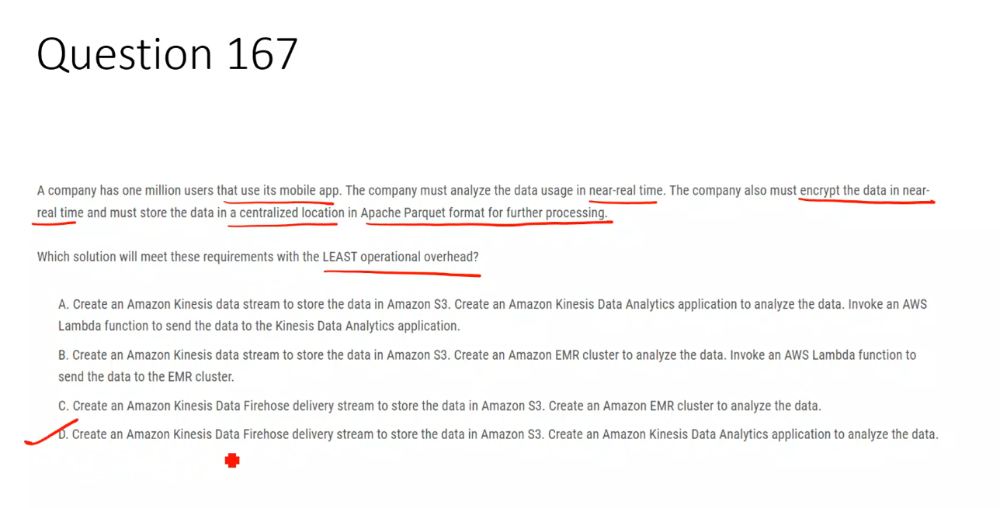 Question 167
A company has one million users that use its mobile app. The company must analyze the data usage in near-real time. The company also must encrypt the data in near-
real time and must store the data in a centralized location in Apache Parquet format for further processing.
Which solution will meet these requirements with the LEAST operational overhead?
A. Create an Amazon Kinesis data stream to store the data in Amazon S3. Create an Amazon Kinesis Data Analytics application to analyze the data. Invoke an AWS
Lambda function to send the data to the Kinesis Data Analytics application.
B. Create an Amazon Kinesis data stream to store the data in Amazon S3. Create an Amazon EMR cluster to analyze the data. Invoke an AWS Lambda function to
send the data to the EMR cluster.
C. Create an Amazon Kinesis Data Firehose delivery stream to store the data in Amazon S3. Create an Amazon EMR cluster to analyze the data.
D. Create an Amazon Kinesis Data Firehose delivery stream to store the data in Amazon S3. Create an Amazon Kinesis Data Analytics application to analyze the data.